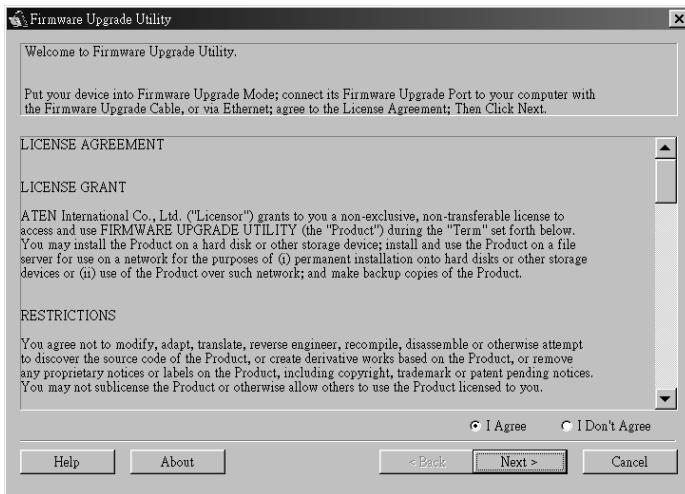 Firmware Upgrade Utility
Welcome to Firmware Upgrade Utility.
Put your device into Firmware Upgrade Mode; connect its Firmware Upgrade Port to your computer with
the Firmware Upgrade Cable, or via Ethernet; agree to the License Agreement; Then Click Next.
LICENSE AGREEMENT
LICENSE GRANT
ATEN International Co., Ltd. ("Licensor") grants to you a non-exclusive, non-transferable license to
access and use FIRMWARE UPGRADE UTILITY (the "Product") during the "Term" set forth below.
You may install the Product on a hard disk or other storage device; install and use the Product on a file
server for use on a network for the purposes of (i) permanent installation onto hard disks or other storage
devices or (ii) use of the Product over such network; and make backup copies of the Product.
RESTRICTIONS
You agree not to modify, adapt, translate, reverse engineer, recompile, disassemble or otherwise attempt
to discover the source code of the Product, or create derivative works based on the Product, or remove
any proprietary notices or labels on the Product, including copyright, trademark or patent pending notices.
You may not sublicense the Product or otherwise allow others to use the Product licensed to you.
I Agree I Don't Agree
Help About < Back Next > Cancel